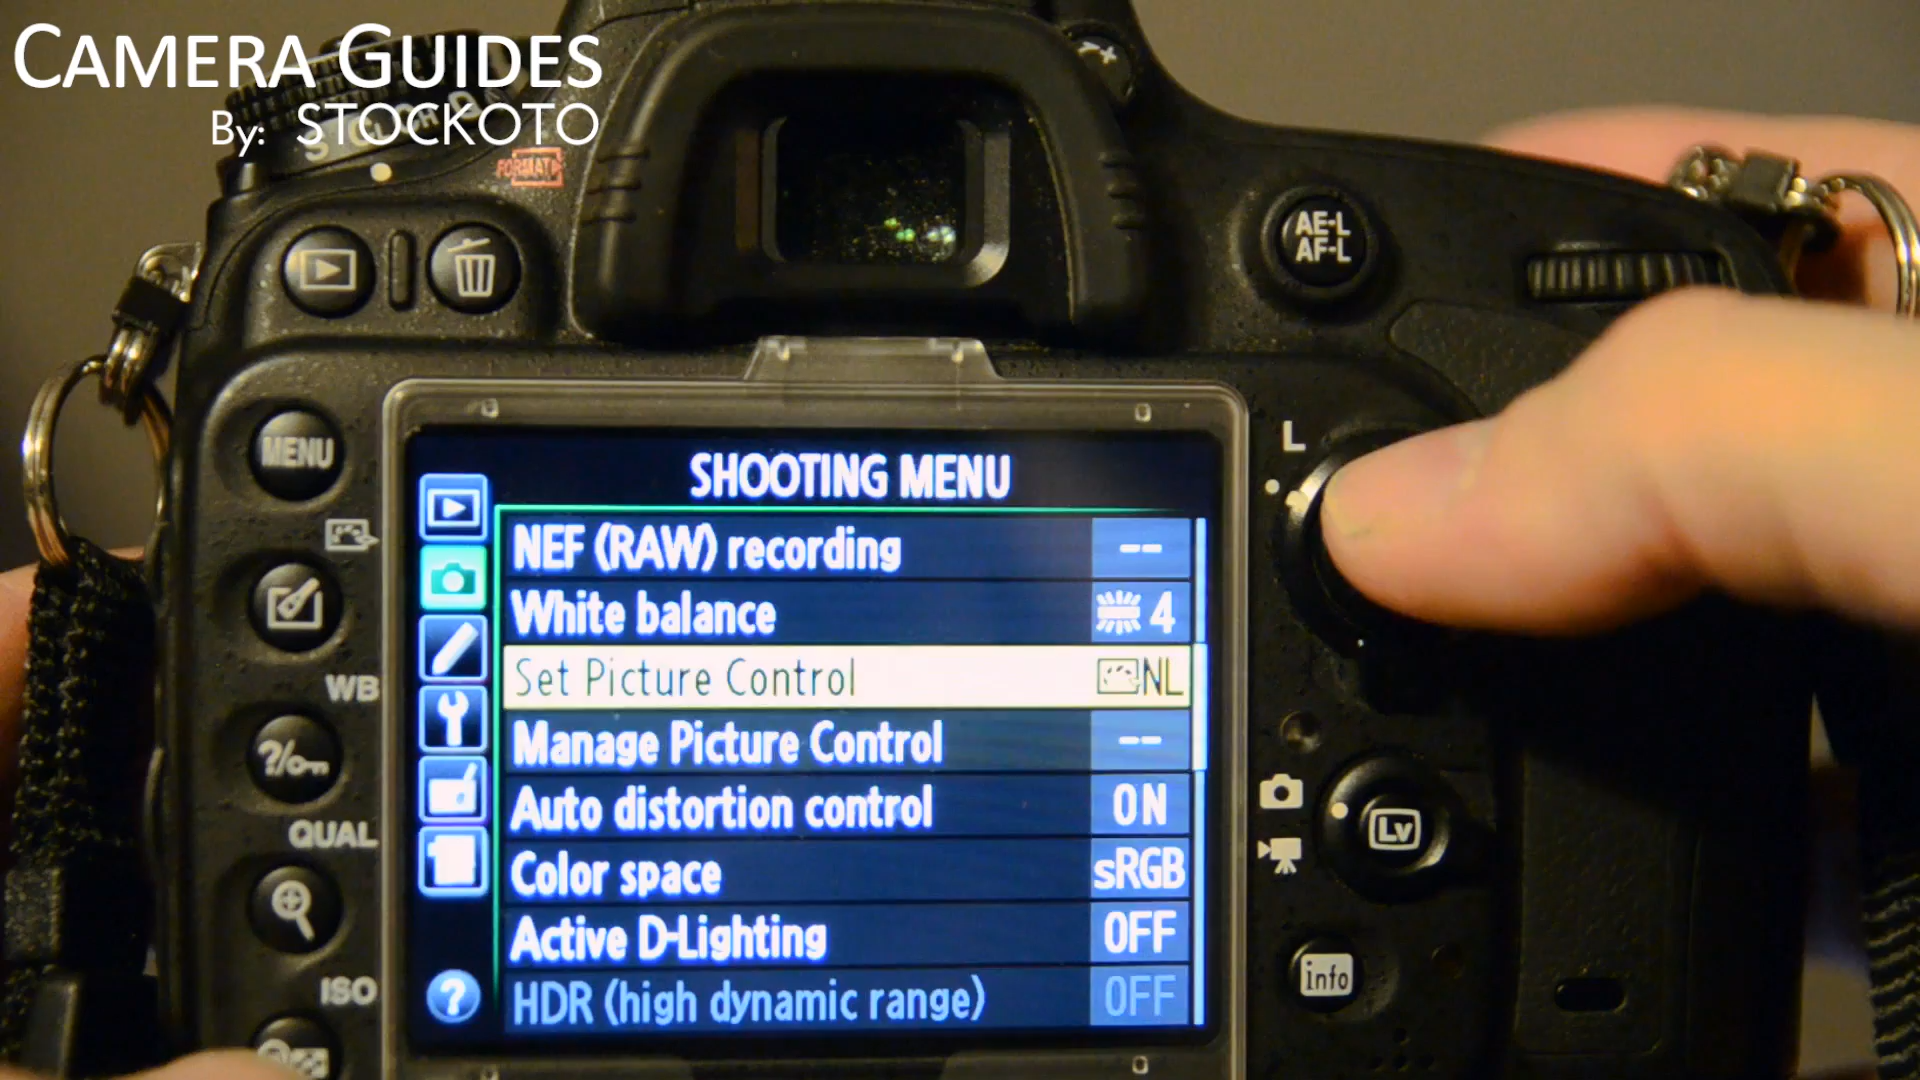 CAMERA GUIDES
By: STOCKOTO
FORMAT
AE-L
AF-L
MENU
L
SHOOTING MENU
NEF (RAW) recording --
White balance 4
Set Picture Control NL
Manage Picture Control --
Auto distortion control ON
Color space sRGB
Active D-Lighting OFF
HDR (high dynamic range) OFF
?
WB
?/
QUAL
ISO
Lv
info